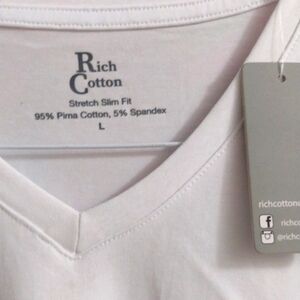 Rich
Cotton
Stretch Slim Fit
95% Pima Cotton, 5% Spandex
L